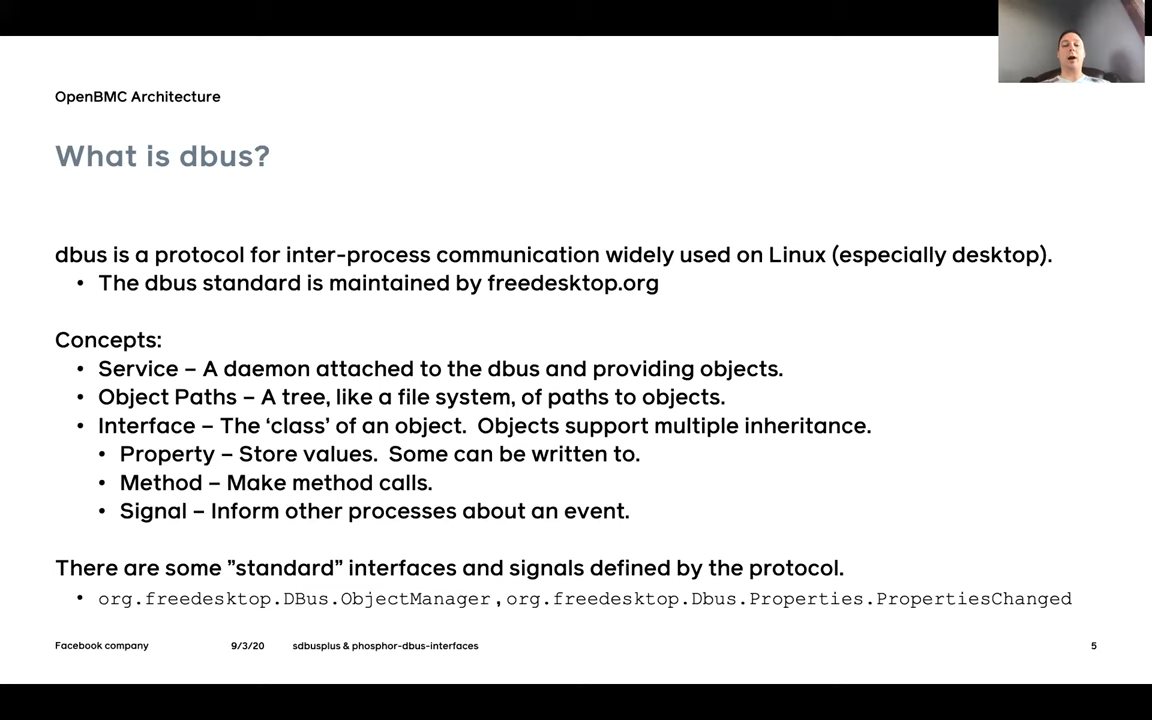 OpenBMC Architecture
What is dbus?
dbus is a protocol for inter-process communication widely used on Linux (especially desktop).
• The dbus standard is maintained by freedesktop.org
Concepts:
• Service – A daemon attached to the dbus and providing objects.
• Object Paths – A tree, like a file system, of paths to objects.
• Interface – The ‘class’ of an object.  Objects support multiple inheritance.
• Property – Store values.  Some can be written to.
• Method – Make method calls.
• Signal – Inform other processes about an event.
There are some ”standard” interfaces and signals defined by the protocol.
• org.freedesktop.DBus.ObjectManager,org.freedesktop.Dbus.Properties.PropertiesChanged
Facebook company 9/3/20 sdbusplus & phosphor-dbus-interfaces 5